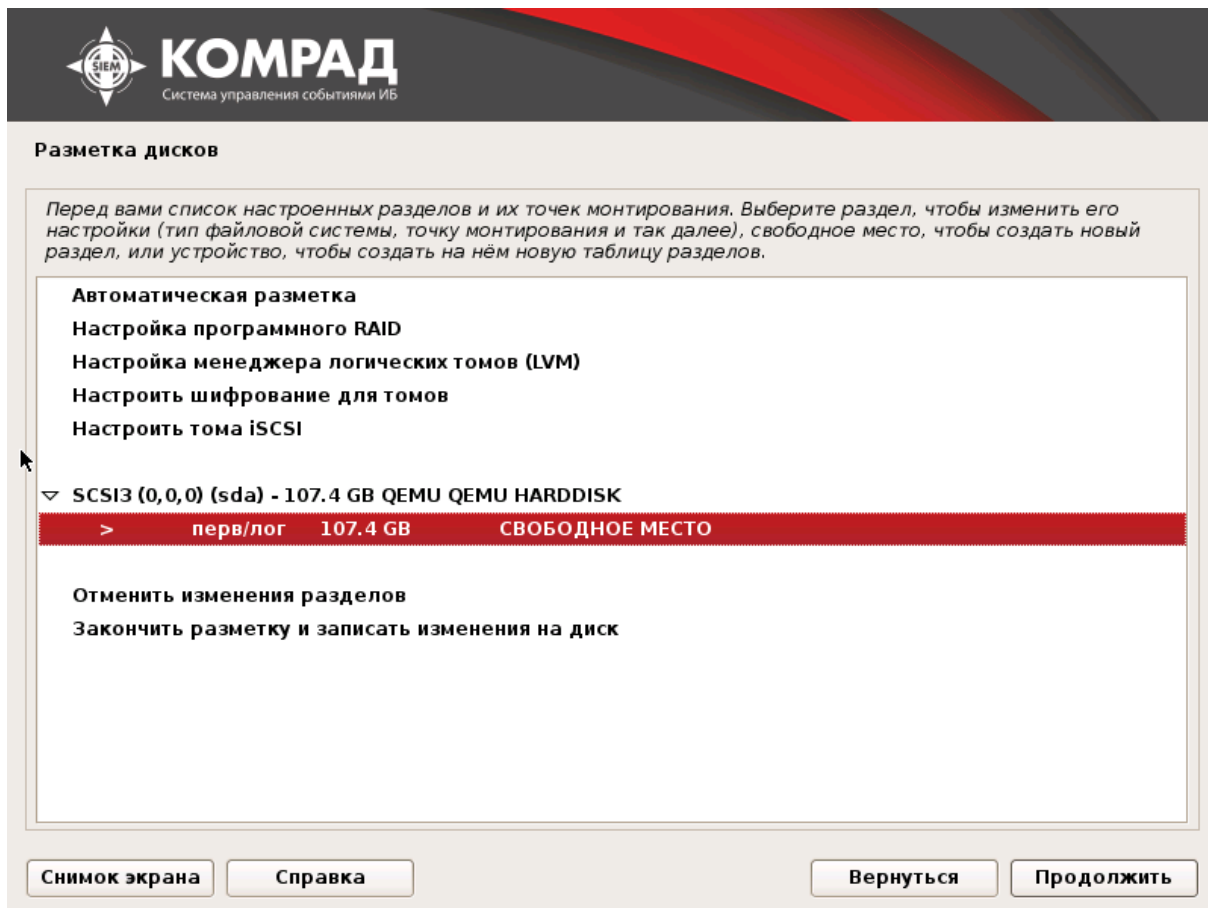 SIEM
КОМРАД
Система управления событиями ИБ
Разметка дисков
Перед вами список настроенных разделов и их точек монтирования. Выберите раздел, чтобы изменить его
настройки (тип файловой системы, точку монтирования и так далее), свободное место, чтобы создать новый
раздел, или устройство, чтобы создать на нём новую таблицу разделов.
Автоматическая разметка
Настройка программного RAID
Настройка менеджера логических томов (LVM)
Настроить шифрование для томов
Настроить тома iSCSI
SCSI3 (0,0,0) (sda) - 107.4 GB QEMU QEMU HARDDISK
> перв/лог 107.4 GB СВОБОДНОЕ МЕСТО
Отменить изменения разделов
Закончить разметку и записать изменения на диск
Снимок экрана Справка Вернуться Продолжить